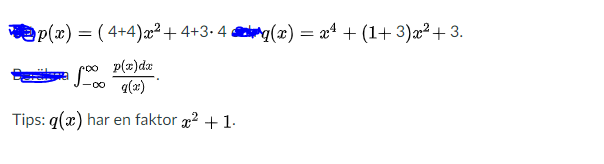 p(x) = ( 4+4)x² + 4+3· 4 q(x) = x⁴ + (1+ 3)x² + 3.
∫_{-∞}^{∞} p(x)dx / q(x) .
Tips: q(x) har en faktor x² + 1.